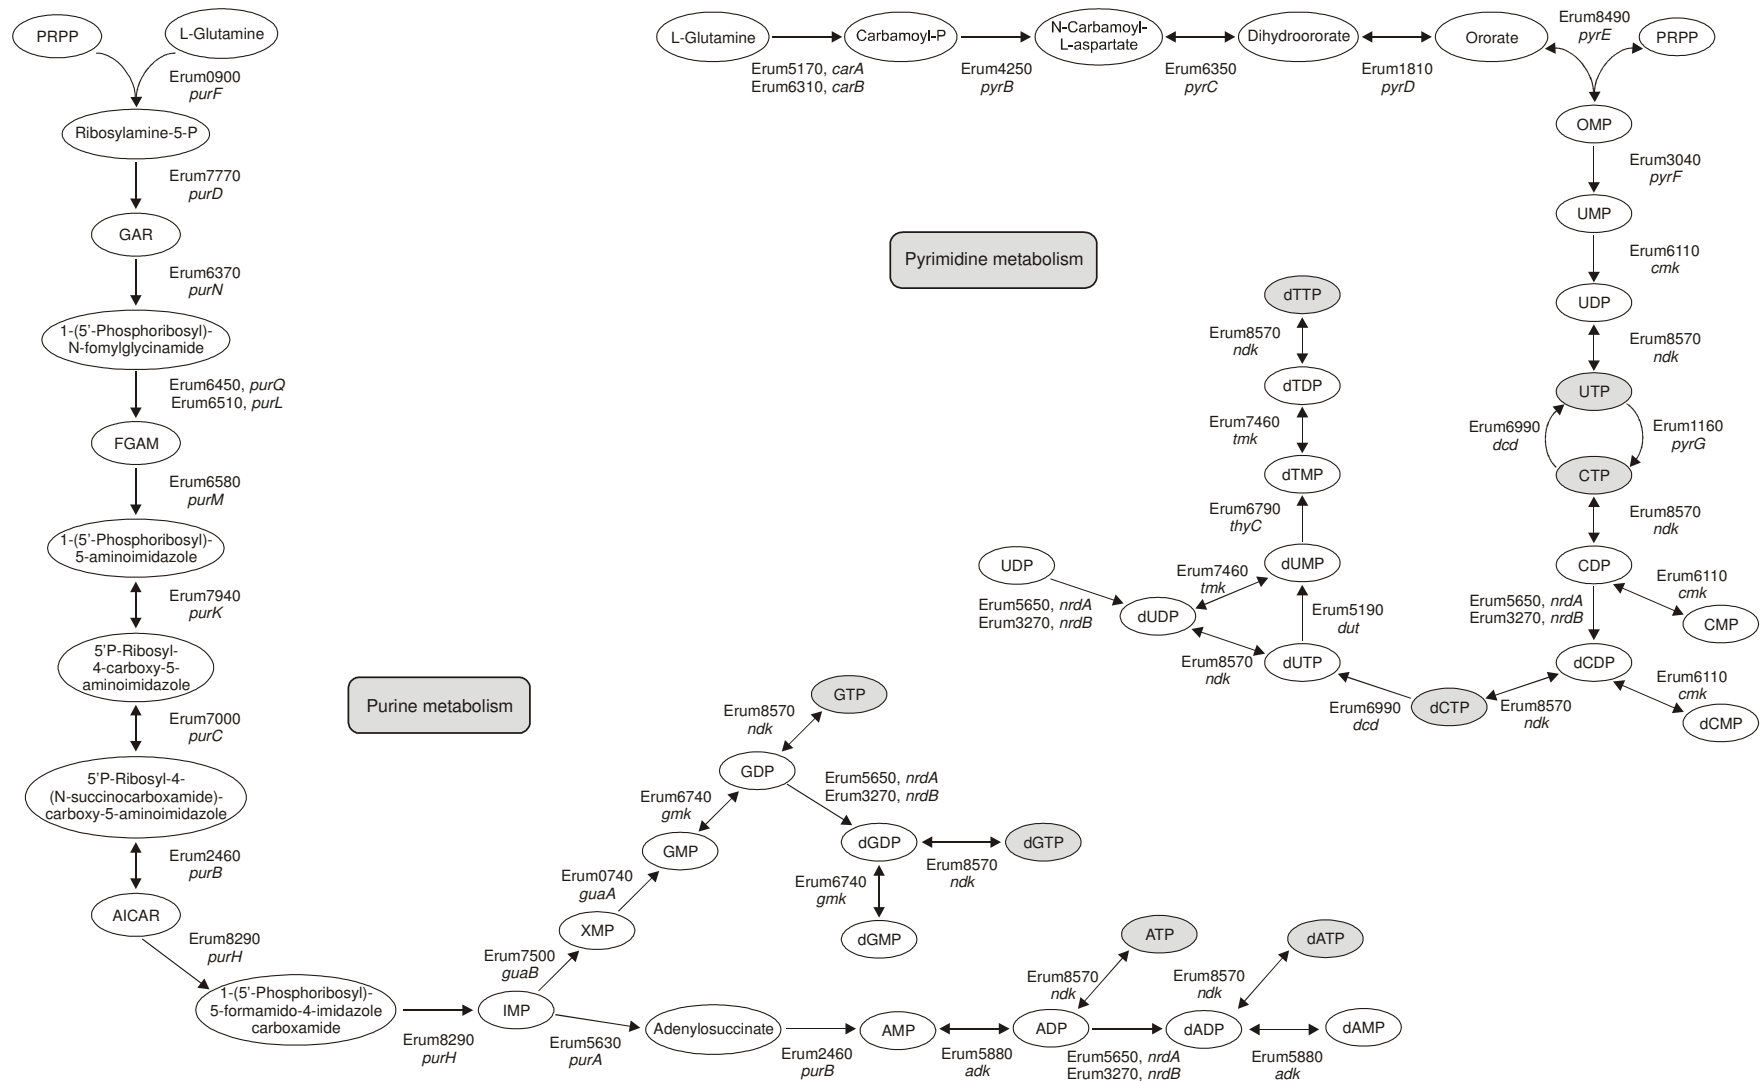 PRPP
L-Glutamine
Erum0900
purF
Ribosylamine-5-P
Erum7770
purD
GAR
Erum6370
purN
1-(5'-Phosphoribosyl)-
N-fomylglycinamide
Erum6450, purQ
Erum6510, purL
FGAM
Erum6580
purM
1-(5'-Phosphoribosyl)-
5-aminoimidazole
Erum7940
purK
5'P-Ribosyl-
4-carboxy-5-
aminoimidazole
Erum7000
purC
5'P-Ribosyl-4-
(N-succinocarboxamide)-
carboxy-5-aminoimidazole
Erum2460
purB
AICAR
Erum8290
purH
1-(5'-Phosphoribosyl)-
5-formamido-4-imidazole
carboxamide
Erum8290
purH
IMP
Erum7500
guaB
XMP
Erum0740
guaA
GMP
Erum6740
gmk
GDP
Erum8570
ndk
GTP
Erum5650, nrdA
Erum3270, nrdB
dGDP
Erum8570
ndk
dGTP
Erum6740
gmk
dGMP
Erum5630
purA
Adenylosuccinate
Erum2460
purB
AMP
Erum5880
adk
ADP
Erum8570
ndk
ATP
Erum5650, nrdA
Erum3270, nrdB
dADP
Erum8570
ndk
dATP
Erum5880
adk
dAMP
Purine metabolism
Pyrimidine metabolism
L-Glutamine
Erum5170, carA
Erum6310, carB
Carbamoyl-P
Erum4250
pyrB
N-Carbamoyl-
L-aspartate
Erum6350
pyrC
Dihydroororate
Erum1810
pyrD
Ororate
Erum8490
pyrE
PRPP
OMP
Erum3040
pyrF
UMP
Erum6110
cmk
UDP
Erum8570
ndk
UTP
Erum6990
dcd
Erum1160
pyrG
CTP
Erum8570
ndk
CDP
Erum6110
cmk
CMP
Erum5650, nrdA
Erum3270, nrdB
dCDP
Erum6110
cmk
dCMP
Erum8570
ndk
dCTP
Erum6990
dcd
dUTP
Erum5190
dut
Erum8570
ndk
UDP
Erum5650, nrdA
Erum3270, nrdB
dUDP
Erum7460
tmk
dUMP
Erum6790
thyC
dTMP
Erum7460
tmk
dTDP
Erum8570
ndk
dTTP